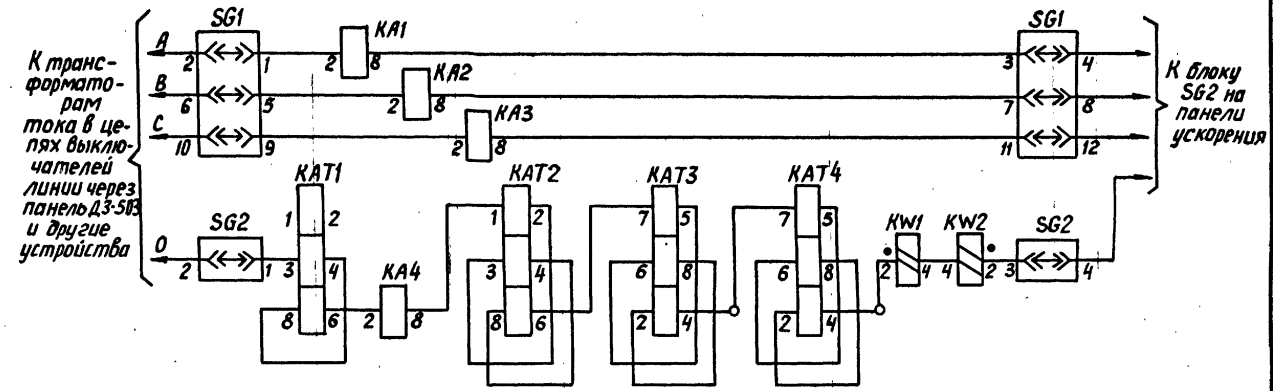 К транс-
форматo-
рам
тока в це-
пях выклю-
чателей
линии через
панель ДЗ-503
и другие
устройства
SG1
A
2
1
B
6
5
C
10
9
2
KA1
8
2
KA2
8
2
KA3
8
SG1
3
4
7
8
11
12
К блоку
SG2 на
панели
ускорения
O
SG2
2
1
KAT1
1
2
3
4
8
6
KA4
2
8
KAT2
1
2
3
4
8
6
KAT3
7
5
6
8
2
4
KAT4
7
5
6
8
2
4
KW1
2
4
KW2
4
2
SG2
3
4